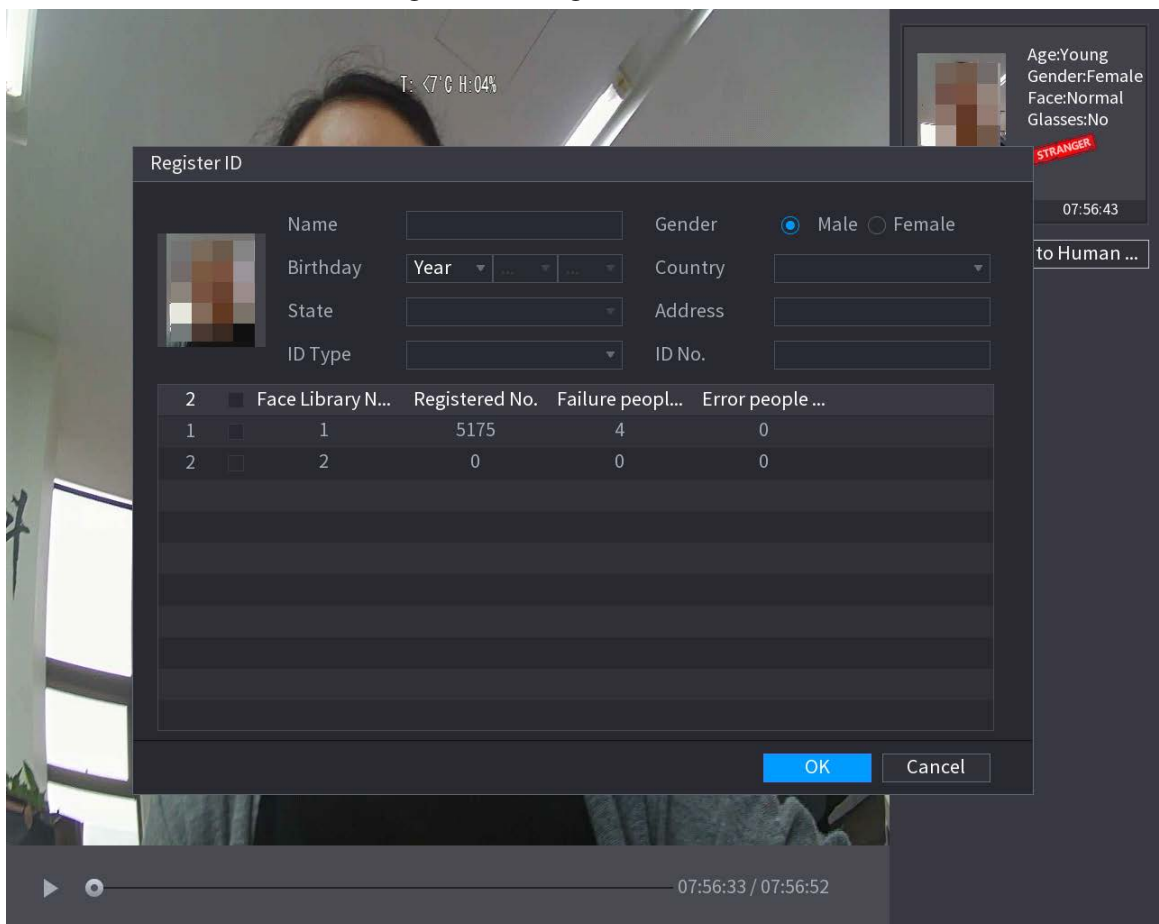 T: <7°C H:04%
Age:Young
Gender:Female
Face:Normal
Glasses:No
STRANGER
07:56:43
to Human ...
Register ID
Name Gender Male Female
Birthday Year ... ... Country
State Address
ID Type ID No.
2 Face Library N... Registered No. Failure peopl... Error people ...
1 1 5175 4 0
2 2 0 0 0
OK Cancel
07:56:33 / 07:56:52